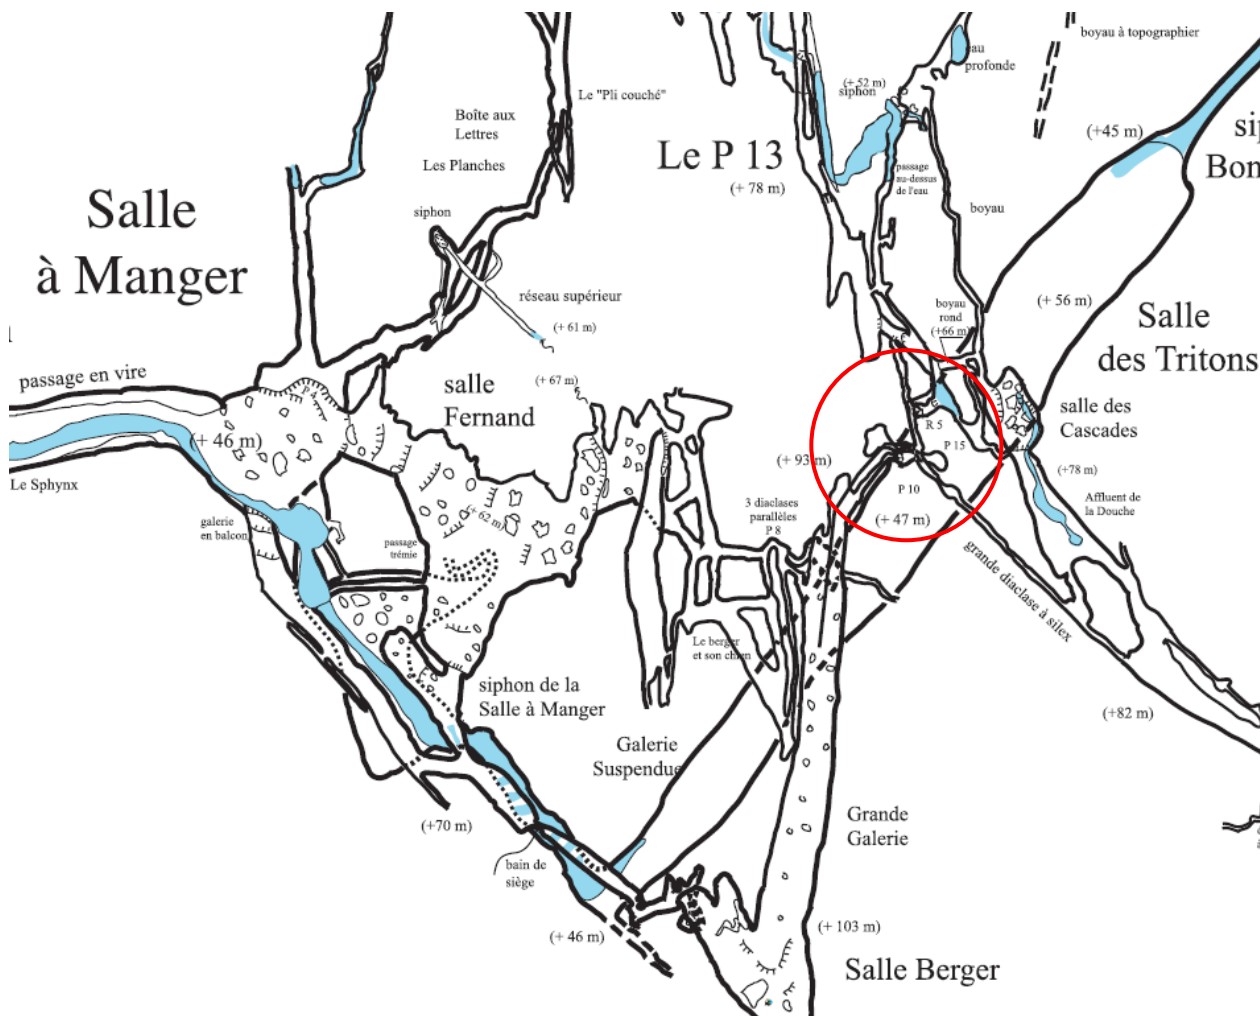 boyau à topographier
eau
profonde
(+ 52 m)
siphon
Le "Pli couché"
Boîte aux
Lettres
Les Planches
(+45 m)
Le P 13
(+ 78 m)
passage
au-dessus
de l'eau
boyau
Salle
à Manger
siphon
réseau supérieur
(+ 61 m)
boyau
rond
(+66 m)
(+ 56 m)
Salle
des Tritons
passage en vire
P 4
salle
Fernand
(+ 67 m)
salle des
Cascades
R 5
P 15
(+ 46 m)
(+ 93 m)
(+78 m)
Le Sphynx
P 10
(+ 47 m)
Affluent de
la Douche
3 diaclases
parallèles
P 8
galerie
en balcon
(+ 62 m)
passage
trémie
grande diaclase à silex
Le berger
et son chien
siphon de la
Salle à Manger
(+82 m)
Galerie
Suspendue
Grande
Galerie
(+70 m)
bain de
siège
(+ 46 m)
(+ 103 m)
Salle Berger